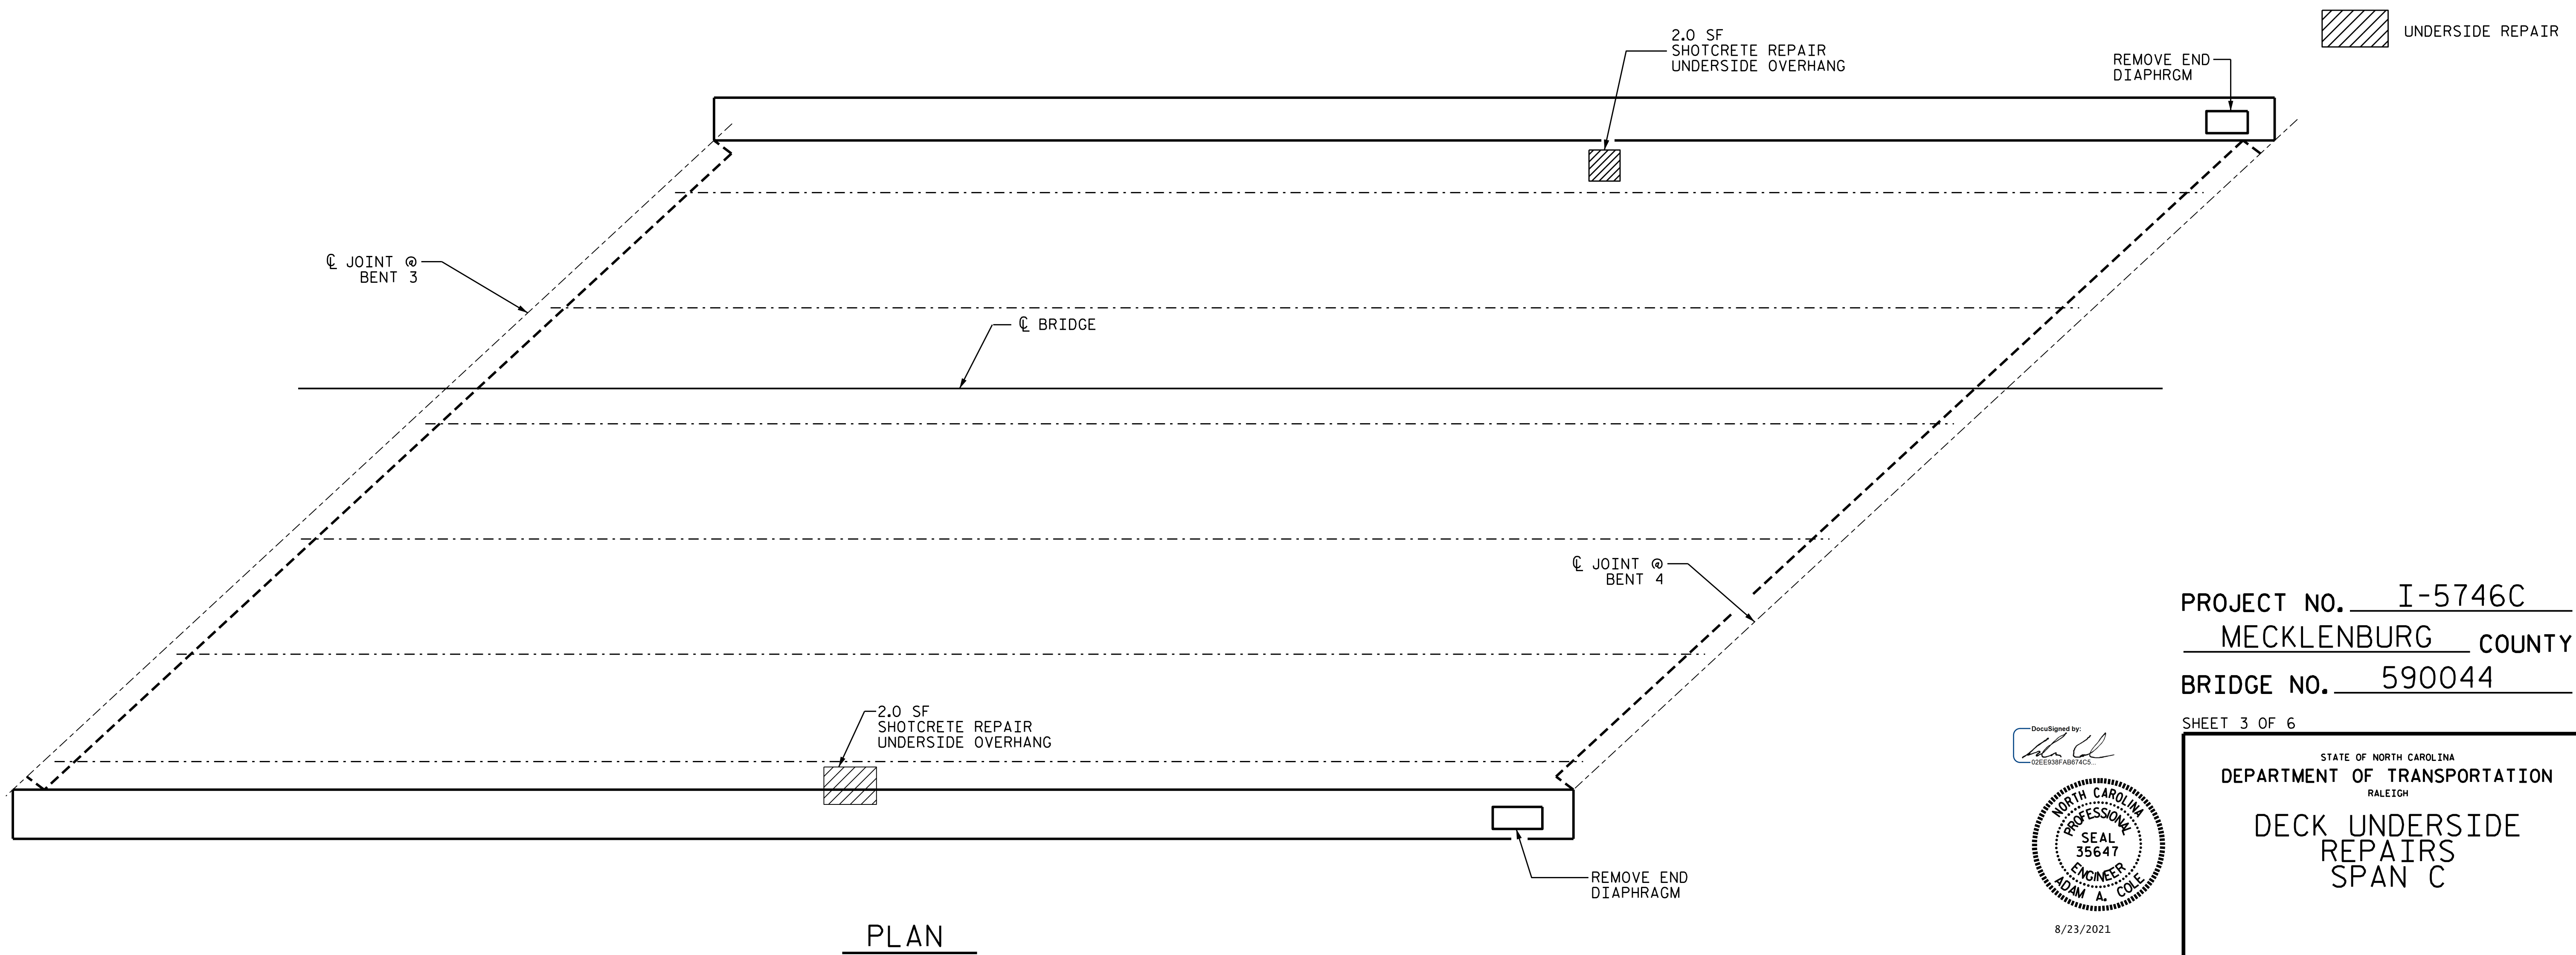 UNDERSIDE REPAIR
2.0 SF
SHOTCRETE REPAIR
UNDERSIDE OVERHANG
REMOVE END
DIAPHRGM
℄ JOINT @
BENT 3
℄ BRIDGE
℄ JOINT @
BENT 4
2.0 SF
SHOTCRETE REPAIR
UNDERSIDE OVERHANG
REMOVE END
DIAPHRAGM
PLAN
PROJECT NO. I-5746C
MECKLENBURG COUNTY
BRIDGE NO. 590044
SHEET 3 OF 6
DocuSigned by:
02EE938FAB674C5...
NORTH CAROLINA
PROFESSIONAL
SEAL
35647
ENGINEER
ADAM A. COLE
8/23/2021
STATE OF NORTH CAROLINA
DEPARTMENT OF TRANSPORTATION
RALEIGH
DECK UNDERSIDE
REPAIRS
SPAN C